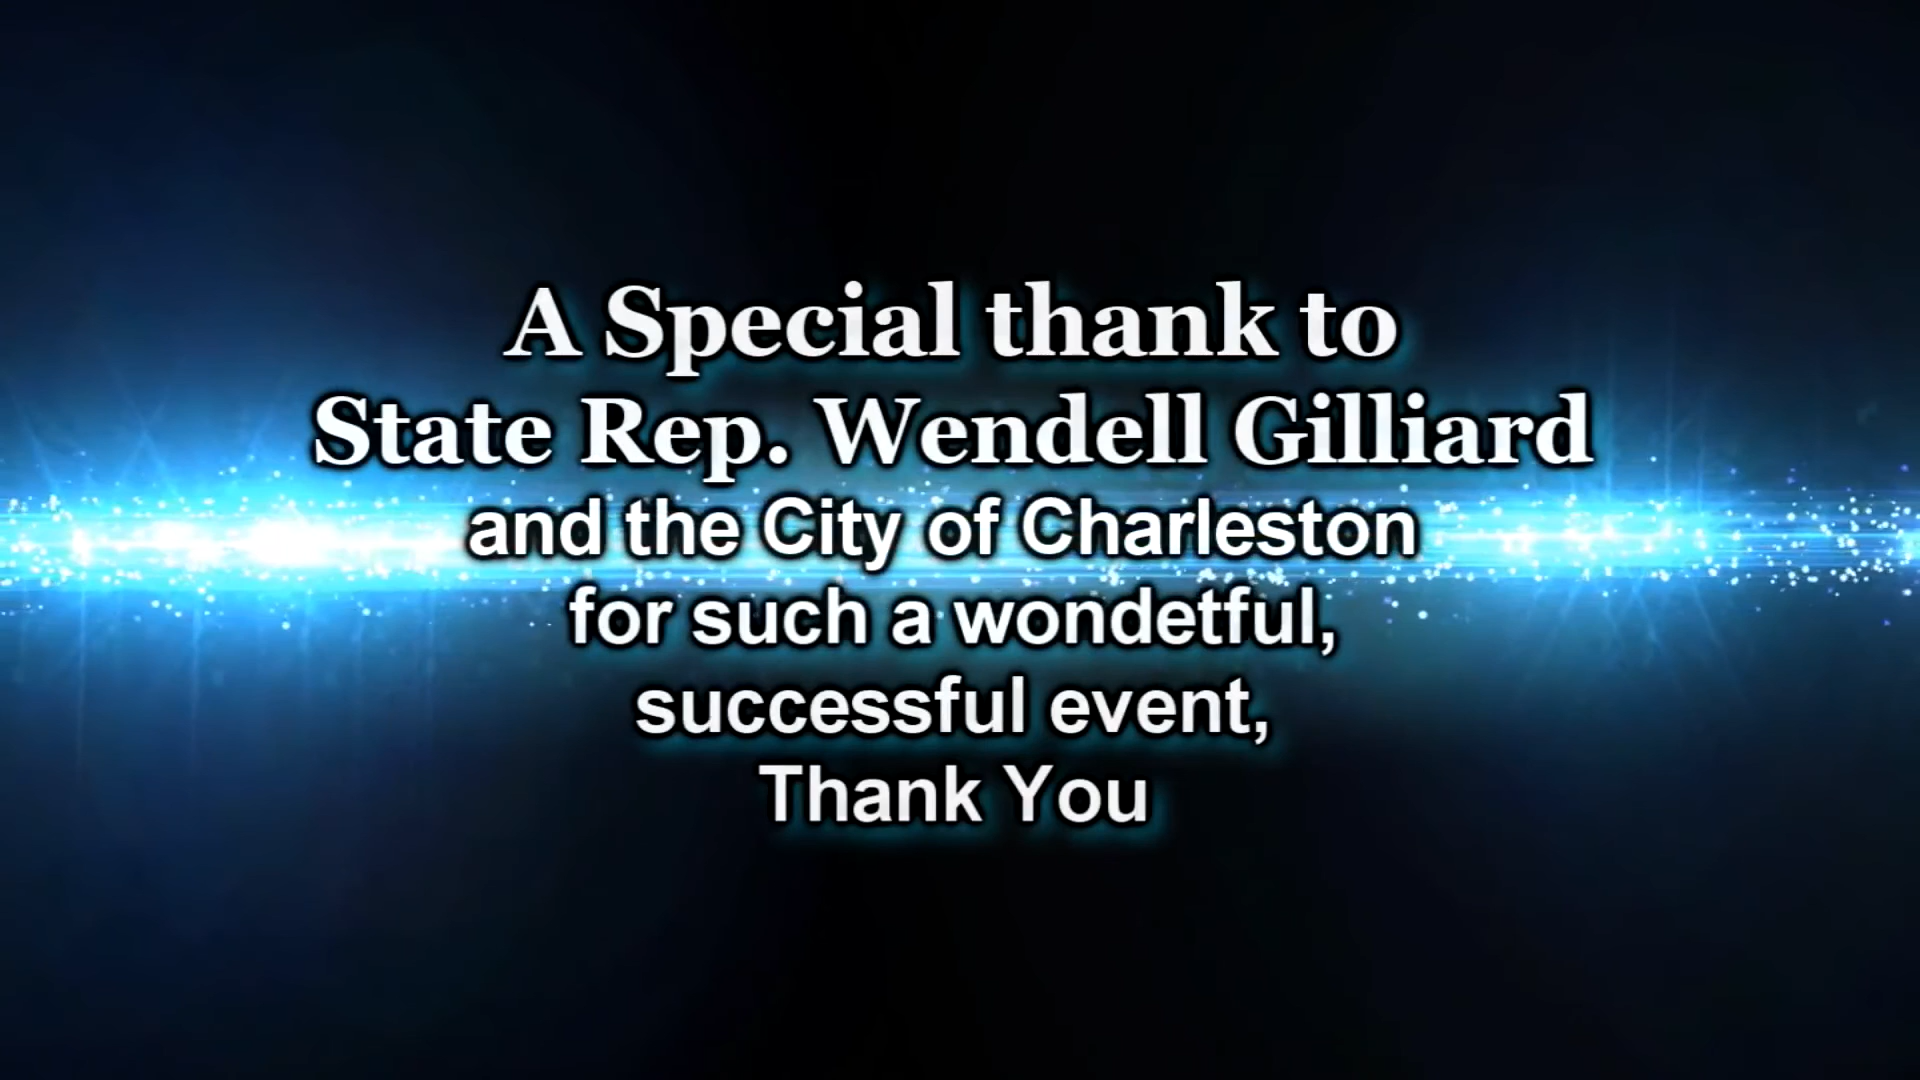 A Special thank to
State Rep. Wendell Gilliard
and the City of Charleston
for such a wondetful,
successful event,
Thank You